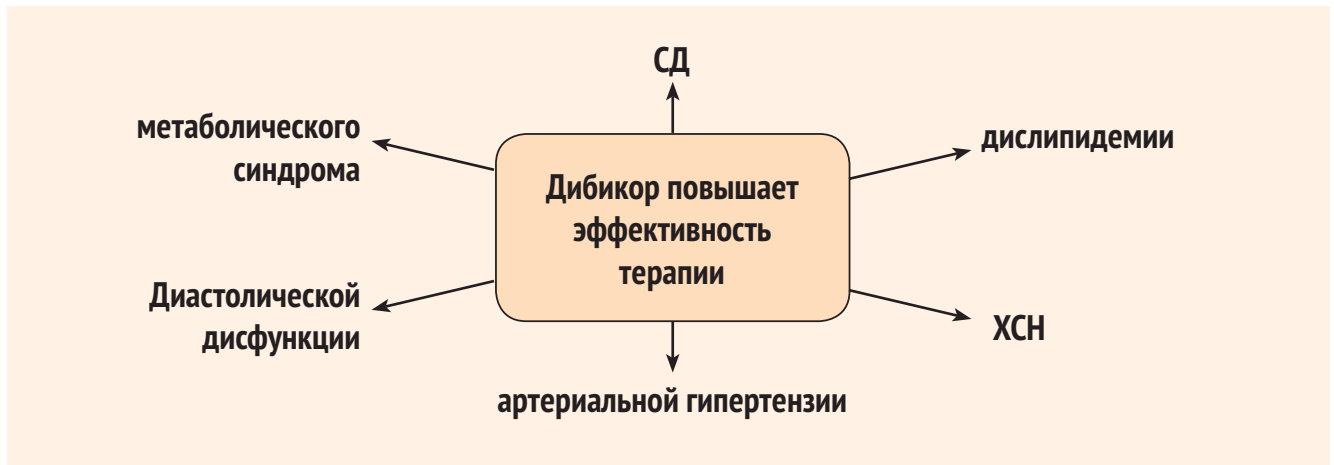 СД
метаболического
синдрома
дислипидемии
Дибикор повышает
эффективность
терапии
Диастолической
дисфункции
ХСН
артериальной гипертензии